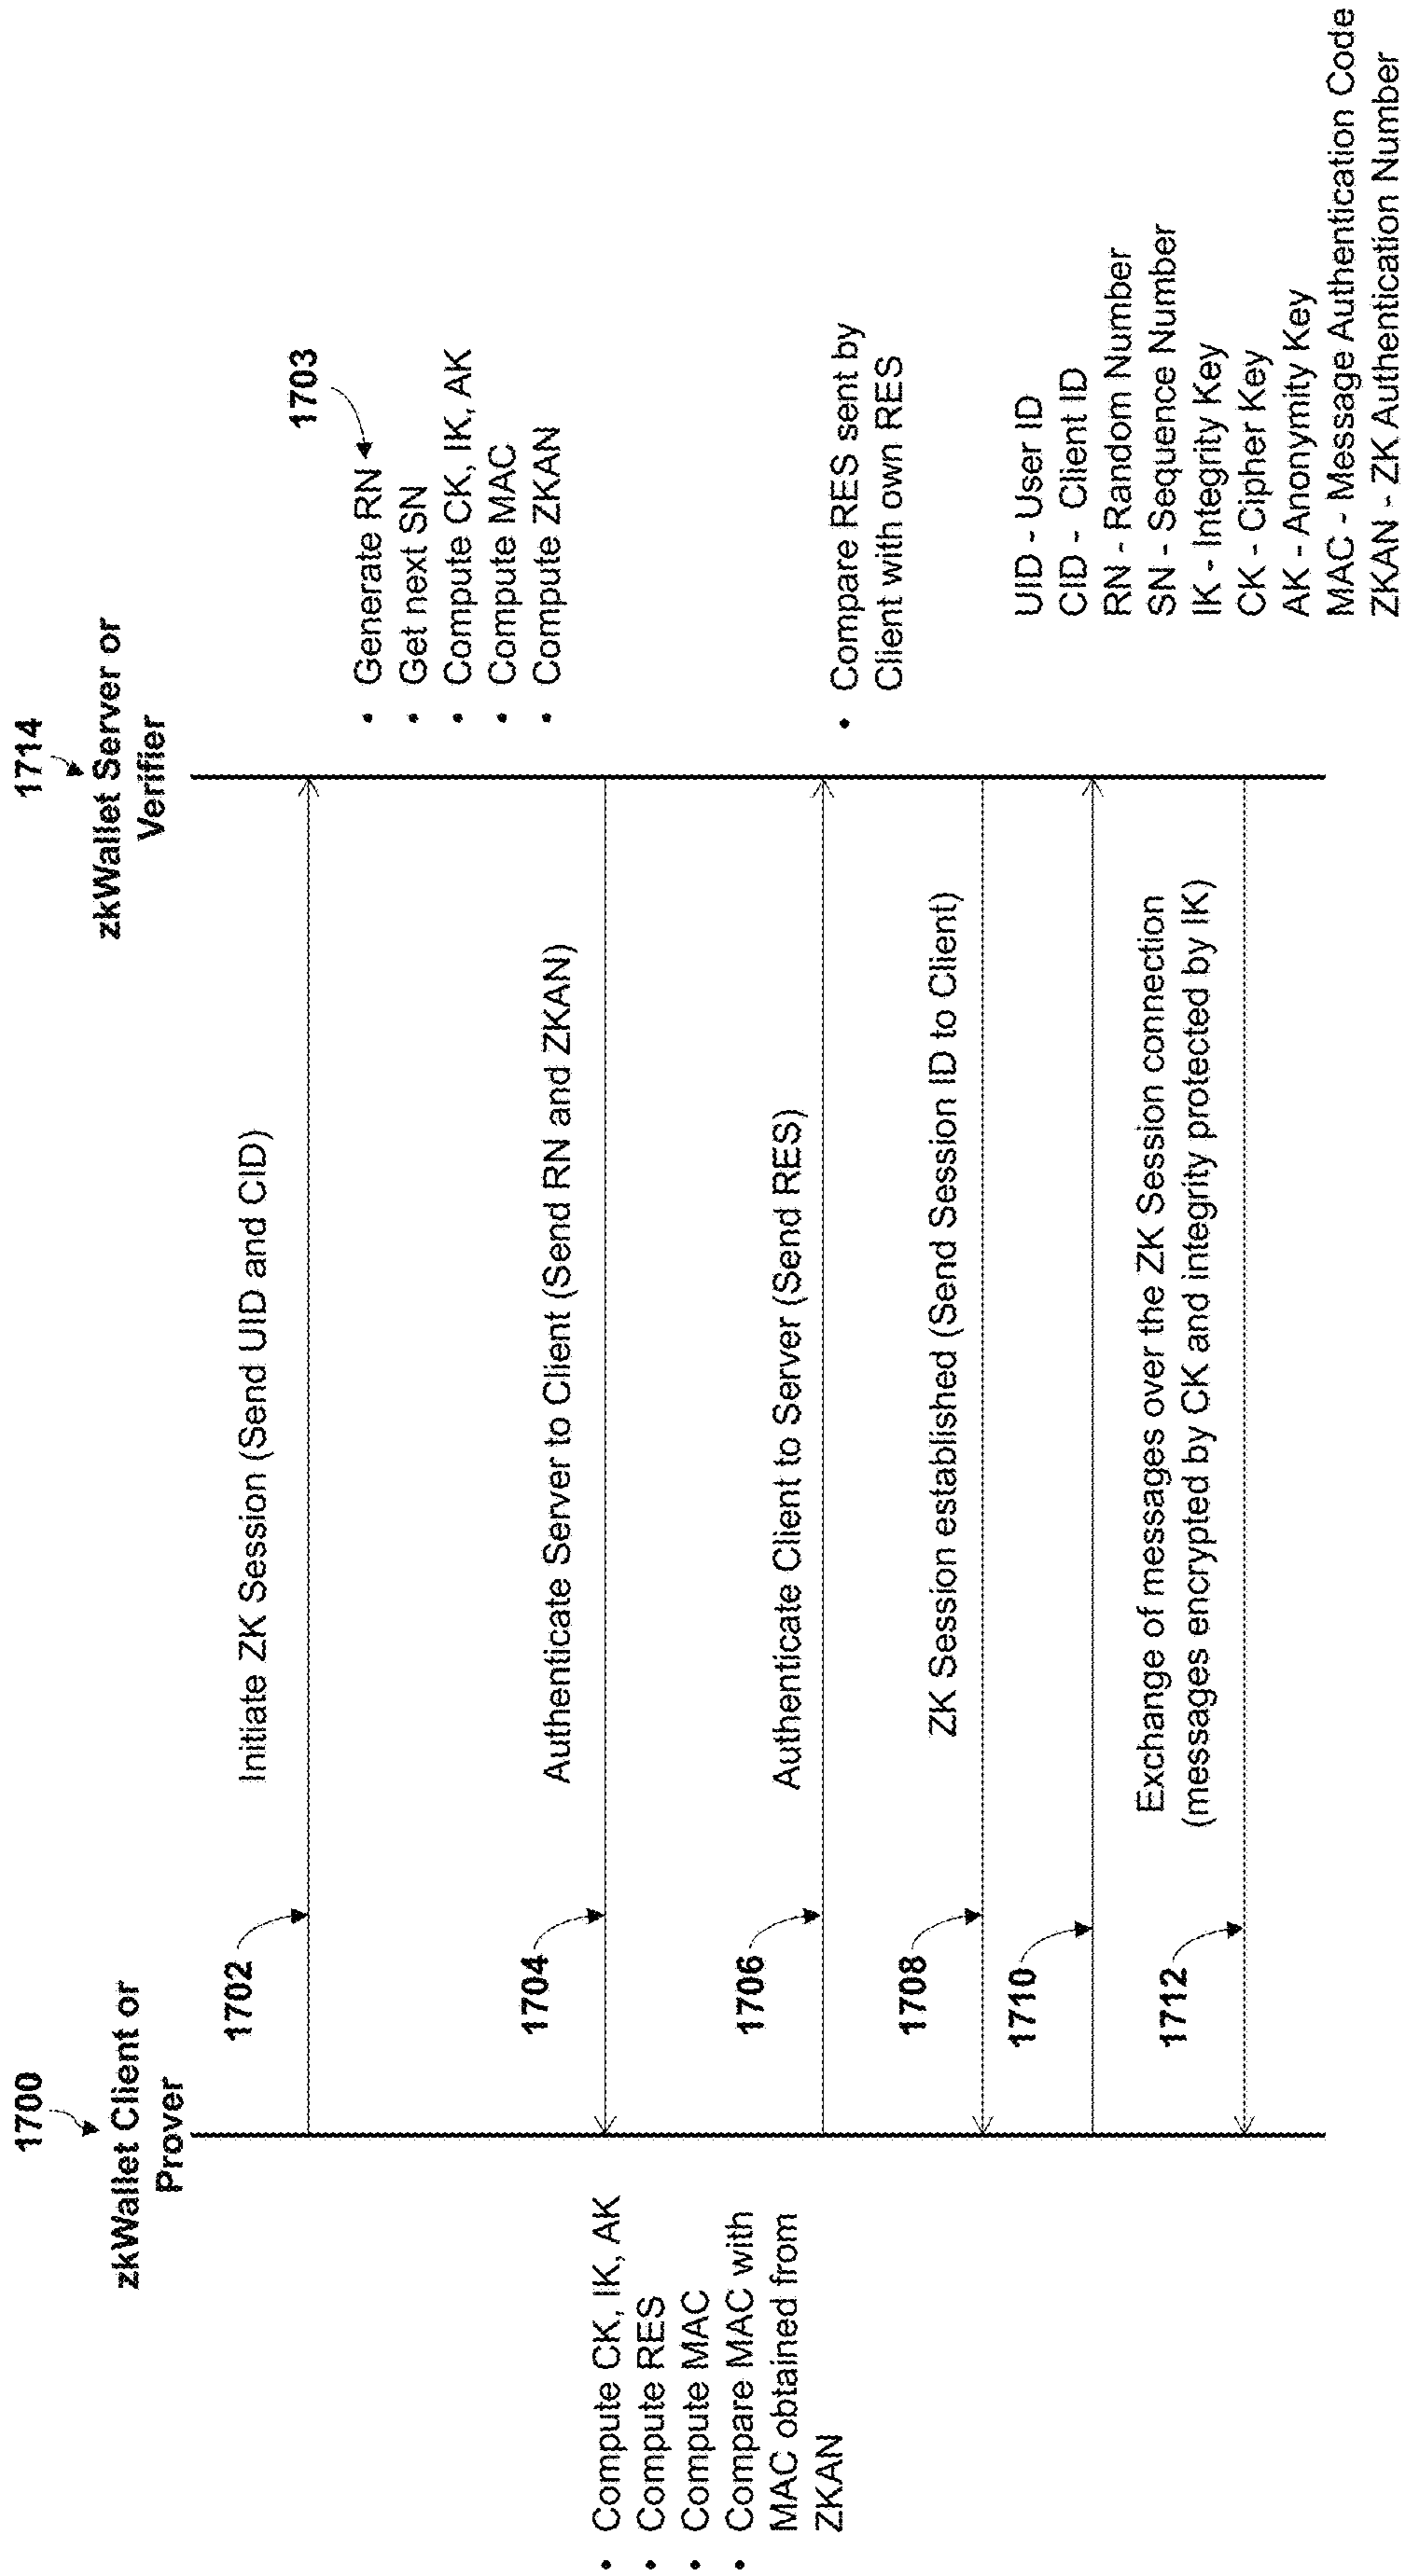 1700
zkWallet Client or
Prover
1714
zkWallet Server or
Verifier
1702
Initiate ZK Session (Send UID and CID)
1703
• Generate RN
• Get next SN
• Compute CK, IK, AK
• Compute MAC
• Compute ZKAN
1704
Authenticate Server to Client (Send RN and ZKAN)
• Compute CK, IK, AK
• Compute RES
• Compute MAC
• Compare MAC with
MAC obtained from
ZKAN
1706
Authenticate Client to Server (Send RES)
• Compare RES sent by
Client with own RES
1708
ZK Session established (Send Session ID to Client)
1710
Exchange of messages over the ZK Session connection
(messages encrypted by CK and integrity protected by IK)
1712
UID - User ID
CID - Client ID
RN - Random Number
SN - Sequence Number
IK - Integrity Key
CK - Cipher Key
AK - Anonymity Key
MAC - Message Authentication Code
ZKAN - ZK Authentication Number